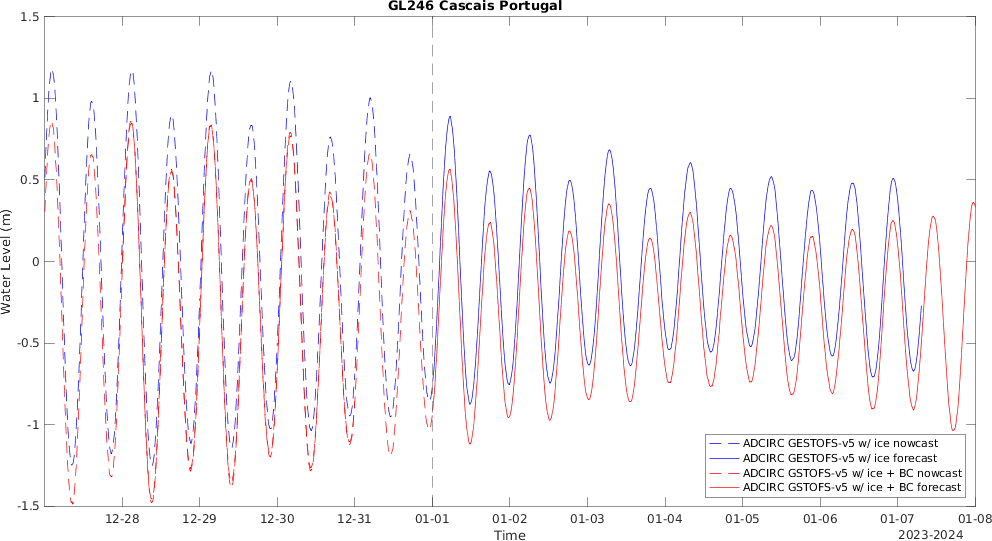 GL246 Cascais Portugal
1.5
1
0.5
0
-0.5
-1
-1.5
Water Level (m)
12-28 12-29 12-30 12-31 01-01 01-02 01-03 01-04 01-05 01-06 01-07 01-08
Time
2023-2024
ADCIRC GESTOFS-v5 w/ ice nowcast
ADCIRC GESTOFS-v5 w/ ice forecast
ADCIRC GSTOFS-v5 w/ ice + BC nowcast
ADCIRC GSTOFS-v5 w/ ice + BC forecast